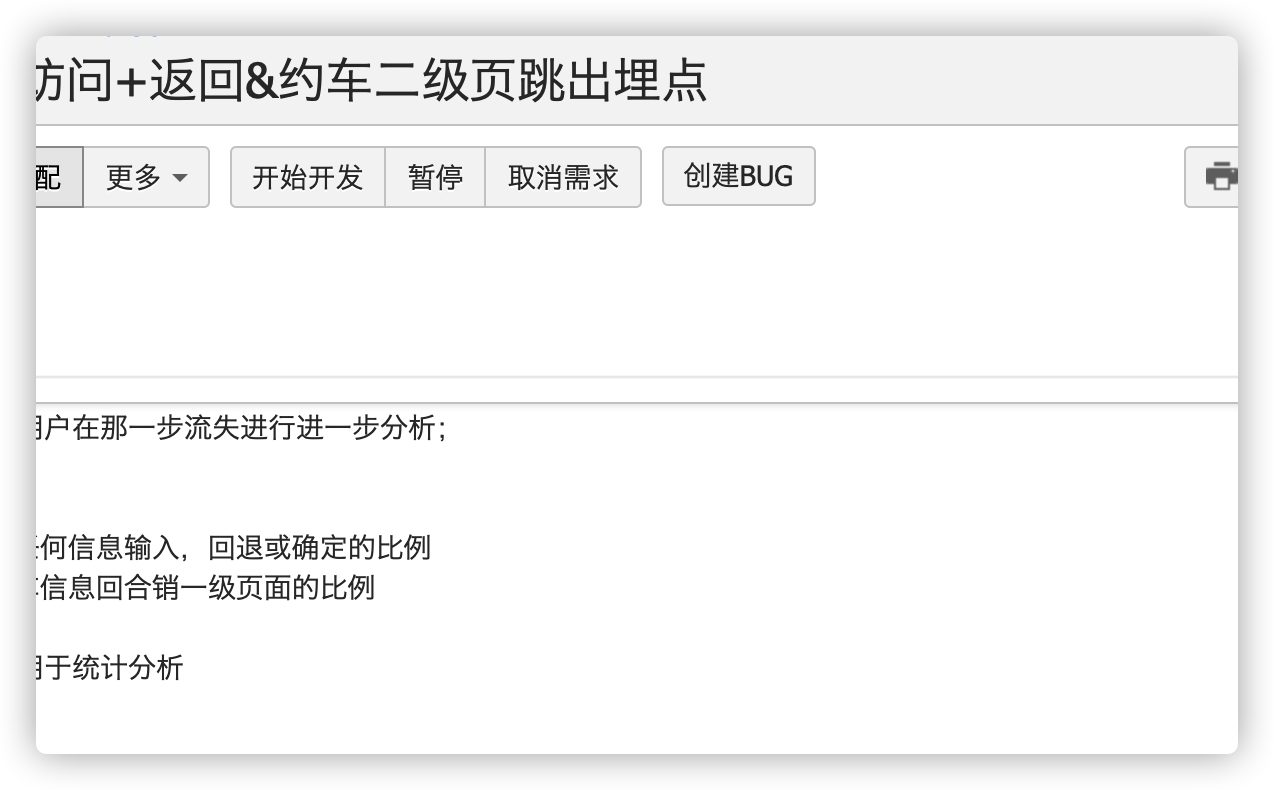 访问+返回&约车二级页跳出埋点
配 更多 开始开发 暂停 取消需求 创建BUG
用户在那一步流失进行进一步分析；
任何信息输入，回退或确定的比例
信息回合销一级页面的比例
用于统计分析